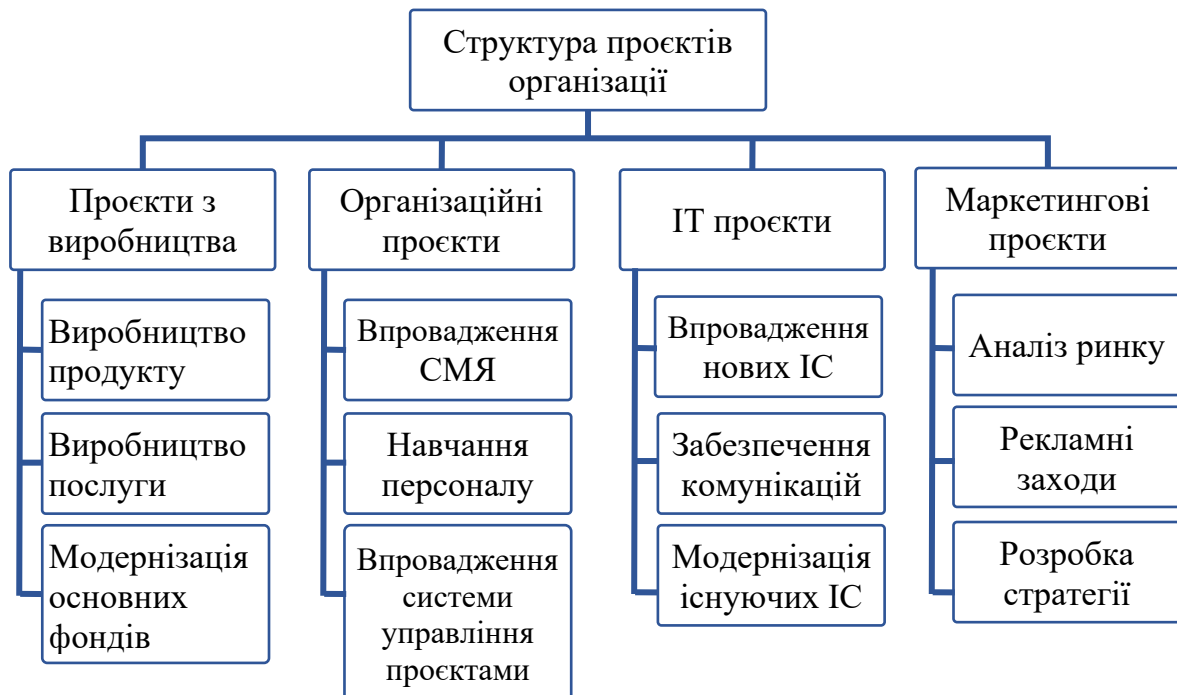 Структура проєктів
організації
Проєкти з
виробництва
Виробництво
продукту
Виробництво
послуги
Модернізація
основних
фондів
Організаційні
проєкти
Впровадження
СМЯ
Навчання
персоналу
Впровадження
системи
управління
проєктами
ІТ проєкти
Впровадження
нових ІС
Забезпечення
комунікацій
Модернізація
існуючих ІС
Маркетингові
проєкти
Аналіз ринку
Рекламні
заходи
Розробка
стратегії